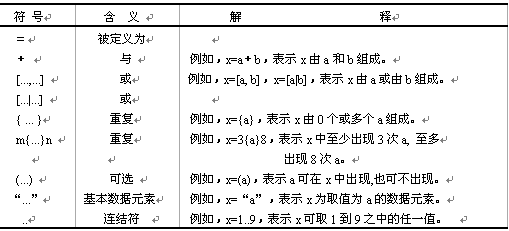 符 号 含 义 解 释
= 被定义为
+ 与 例如，x=a+b，表示 x 由 a 和 b 组成。
[...,...] 或 例如，x=[a, b]，x=[a|b]，表示 x 由 a 或由 b 组成。
[...|...] 或
{ ... } 重复 例如，x={a}，表示 x 由 0 个或多个 a 组成。
m{...}n 重复 例如，x=3{a}8，表示 x 中至少出现 3 次 a, 至多
出现 8 次 a。
(...) 可选 例如，x=(a)，表示 a 可在 x 中出现,也可不出现。
“...” 基本数据元素 例如，x=“a”，表示 x 为取值为 a 的数据元素。
.. 连结符 例如，x=1..9，表示 x 可取 1 到 9 之中的任一值。